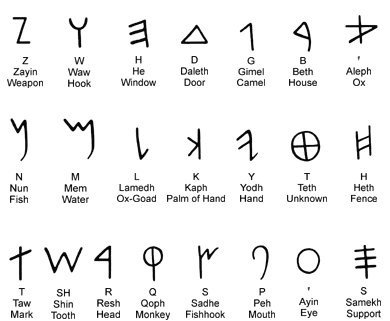 𐤀 𐤁 𐤂 𐤃 𐤄 𐤅 𐤆
Z W H D G B '
Zayin Waw He Daleth Gimel Beth Aleph
Weapon Hook Window Door Camel House Ox
𐤇 𐤈 𐤉 𐤊 𐤋 𐤌 𐤍
N M L K Y T H
Nun Mem Lamedh Kaph Yodh Teth Heth
Fish Water Ox-Goad Palm of Hand Hand Unknown Fence
𐤎 𐤏 𐤐 𐤑 𐤒 𐤓 𐤔 𐤕
T SH R Q S P ' S
Taw Shin Resh Qoph Sadhe Peh Ayin Samekh
Mark Tooth Head Monkey Fishhook Mouth Eye Support